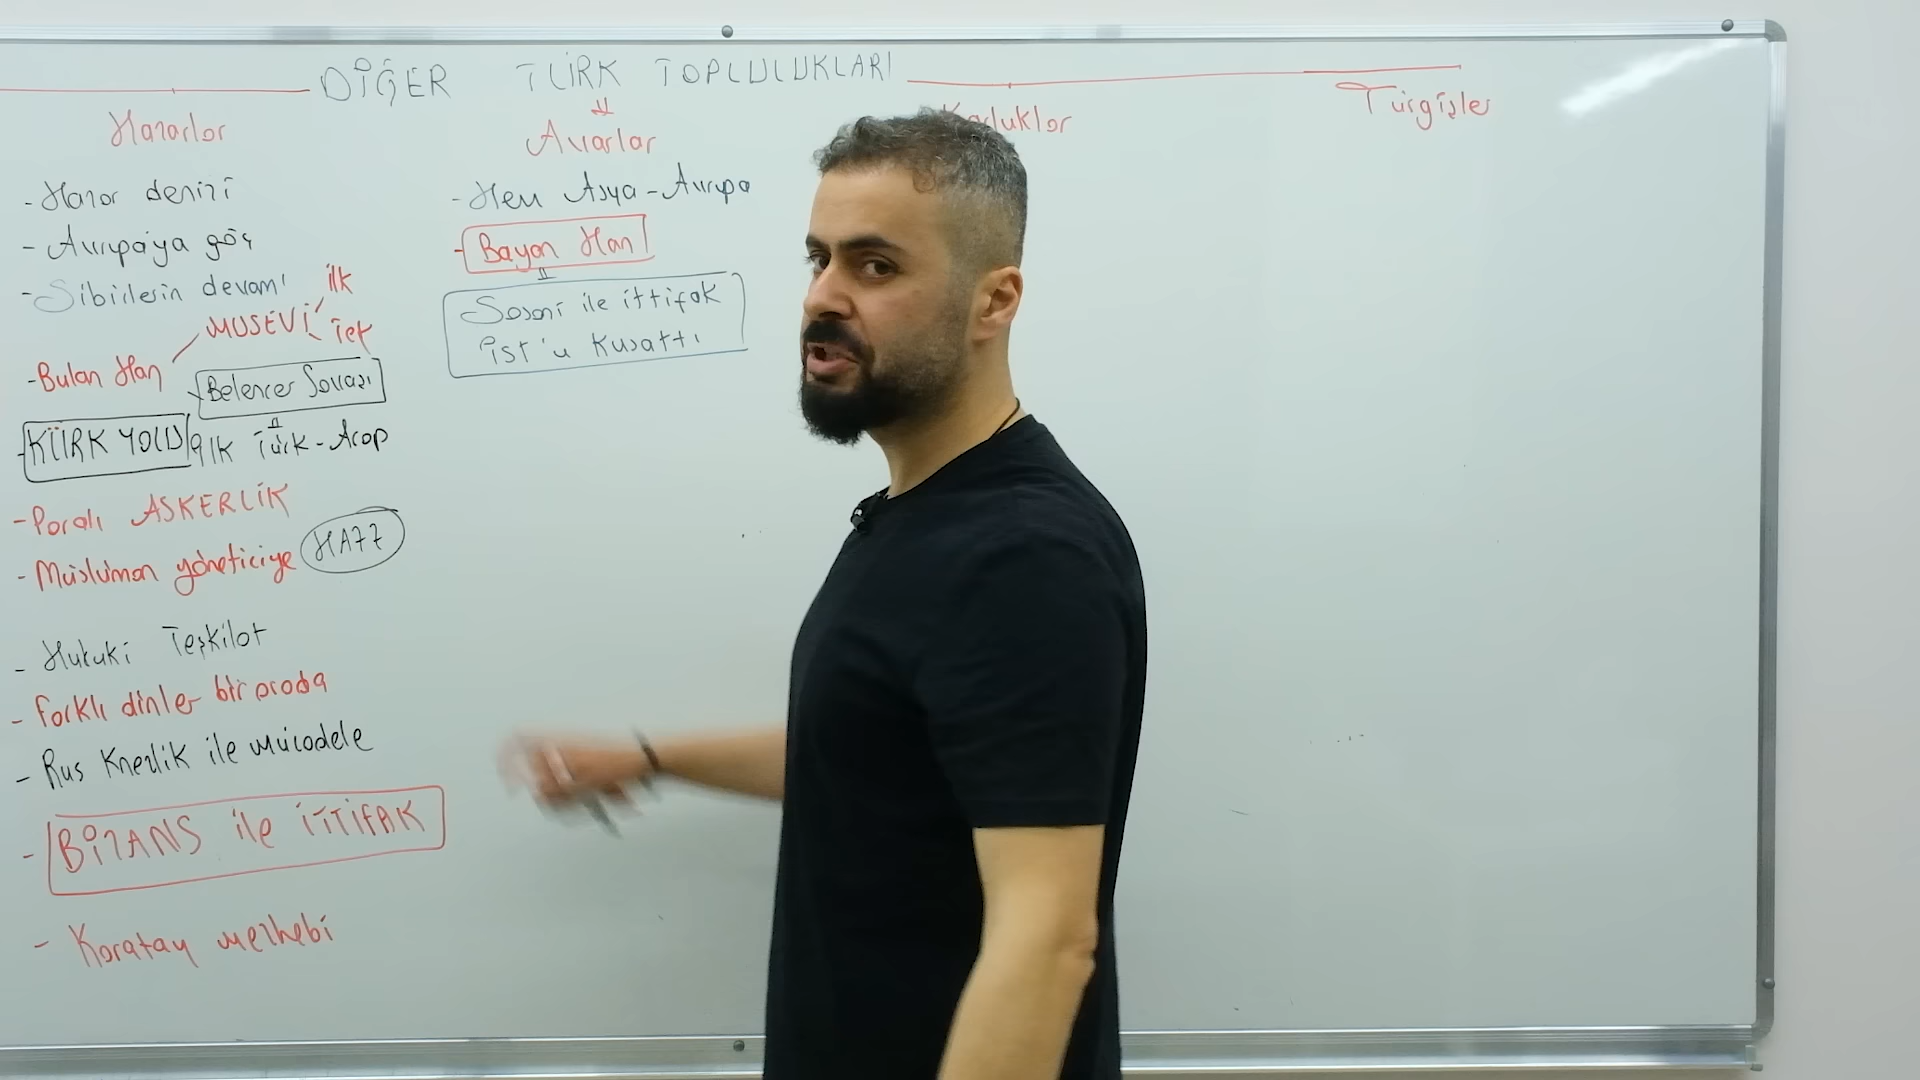 DİĞER TÜRK TOPLULUKLARI
Hazarlar
- Hazar denizi
- Avrupa'ya göç
- Sibirlerin devamı
ilk
MUSEVİ
Tek
- Bulan Han
Belencer Savaşı
- KÜRK YOLU
İlk Türk - Arap
- Paralı ASKERLİK
- Müslüman yöneticiye
HAZZ
- Hukuki Teşkilat
- farklı dinler bir arada
- Rus Knezlik ile mücadele
- BİZANS ile İTTİFAK
- Karatay mezhebi
Avarlar
- Hem Asya - Avrupa
- Bayan Han
Sasani ile ittifak
İst'u Kuşattı
Karluklar
Türgişler